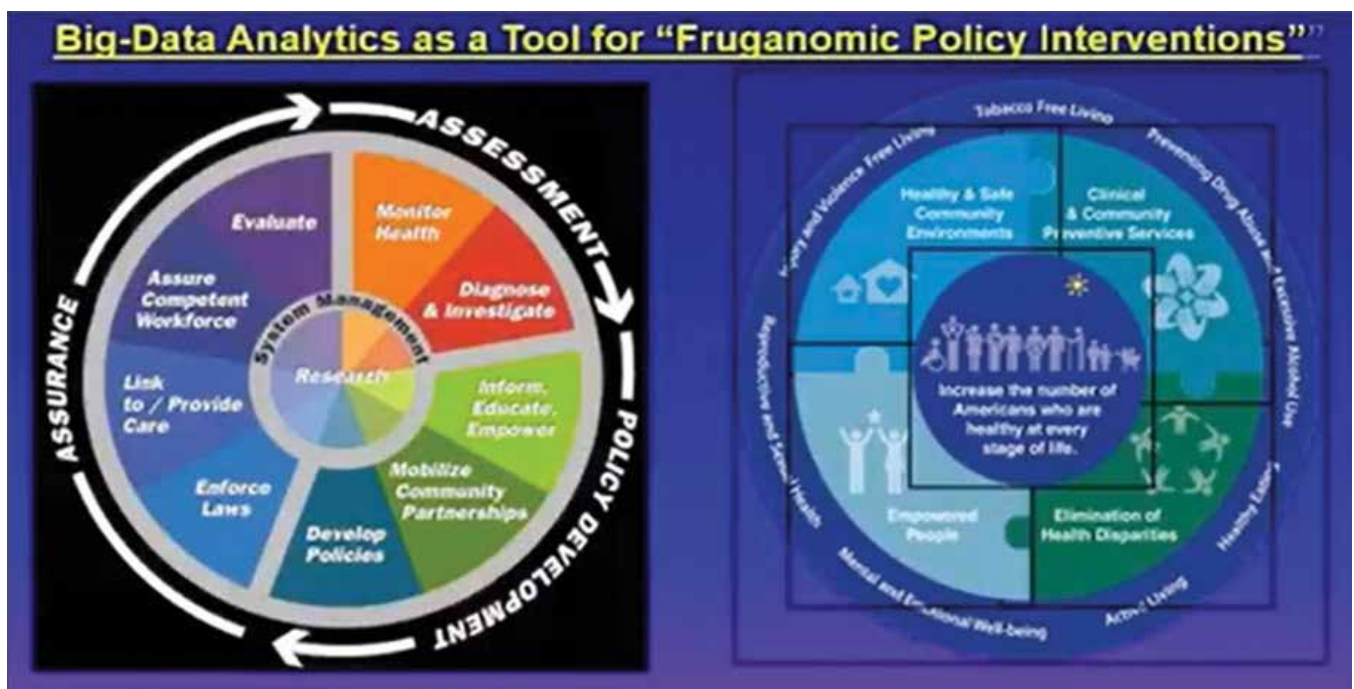 Big-Data Analytics as a Tool for “Fruganomic Policy Interventions””
ASSESSMENT
POLICY DEVELOPMENT
ASSURANCE
Evaluate
Monitor
Health
Diagnose
& Investigate
Inform,
Educate,
Empower
Mobilize
Community
Partnerships
Develop
Policies
Enforce
Laws
Link
to / Provide
Care
Assure
Competent
Workforce
System Management
Research
Tobacco Free Living
Preventing Drug Abuse and Excessive Alcohol Use
Healthy Eating
Active Living
Mental and Emotional Well-being
Reproductive and Sexual Health
Injury and Violence Free Living
Healthy & Safe
Community
Environments
Clinical
& Community
Preventive Services
Increase the number of
Americans who are
healthy at every
stage of life.
Empowered
People
Elimination of
Health Disparities